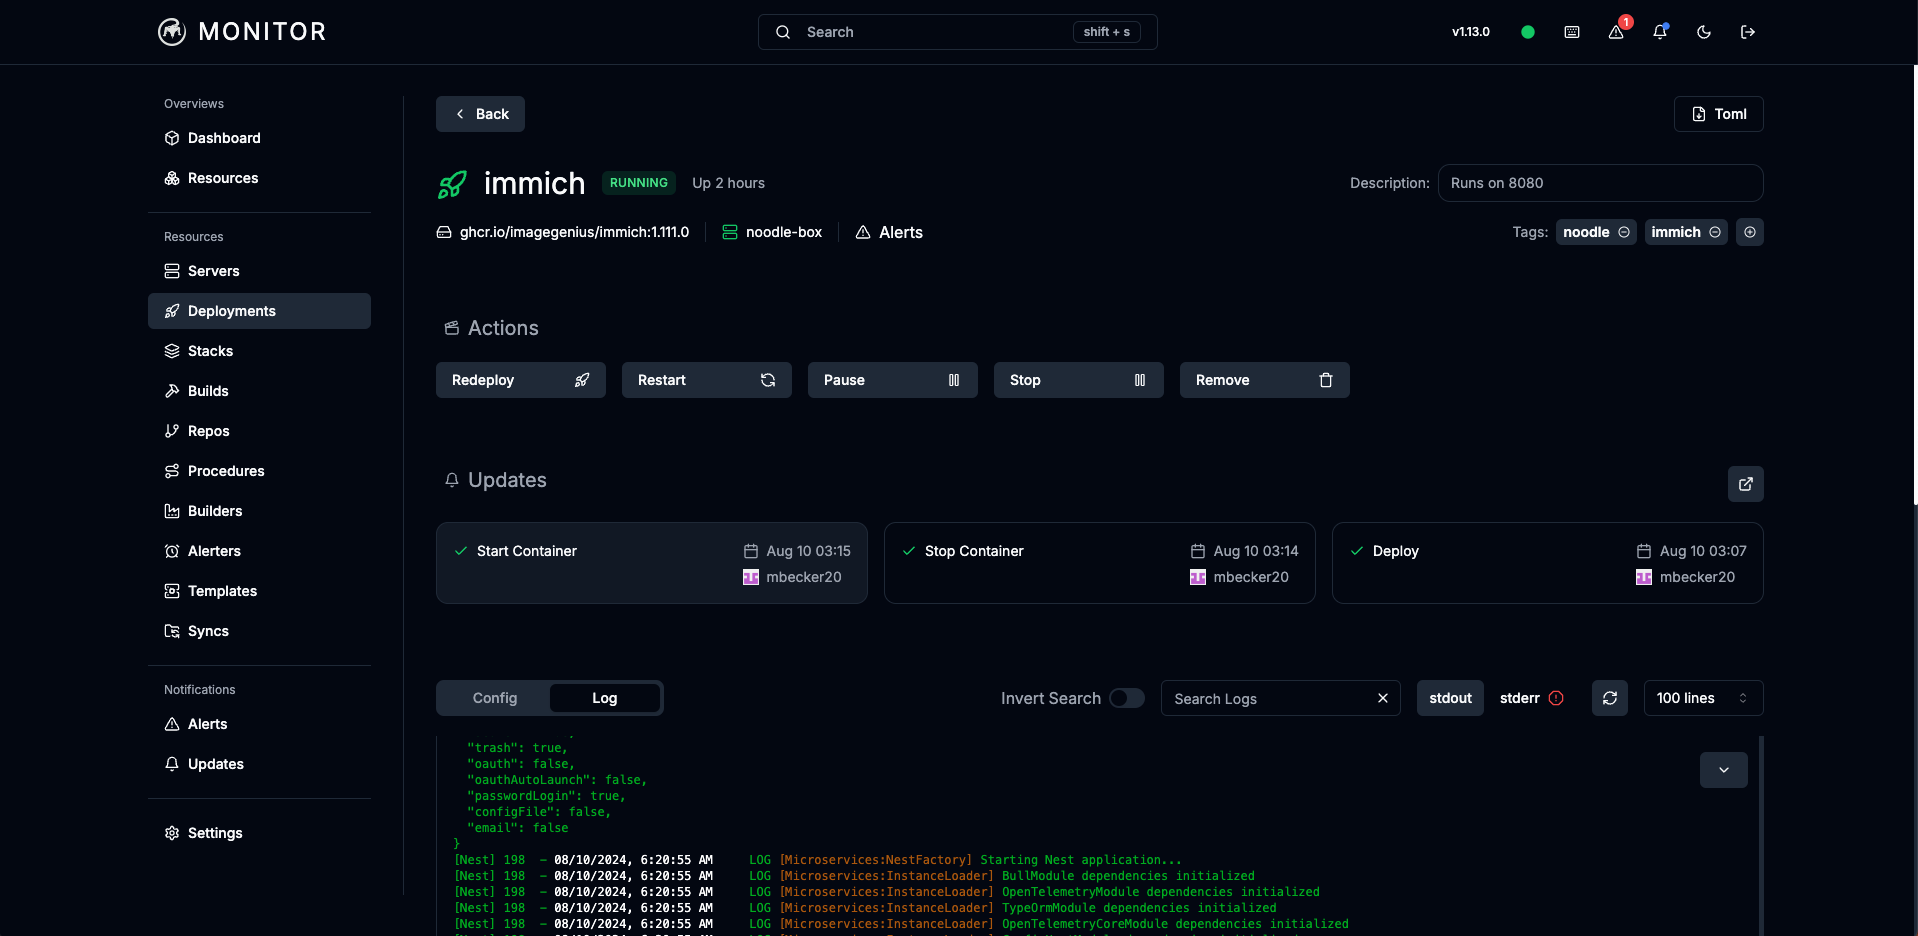 MONITOR
Search
shift + s
v1.13.0
1
Overviews
Dashboard
Resources
Resources
Servers
Deployments
Stacks
Builds
Repos
Procedures
Builders
Alerters
Templates
Syncs
Notifications
Alerts
Updates
Settings
Back
Toml
immich RUNNING Up 2 hours
Description: Runs on 8080
ghcr.io/imagegenius/immich:1.111.0 noodle-box Alerts
Tags: noodle immich
Actions
Redeploy Restart Pause Stop Remove
Updates
Start Container Aug 10 03:15
mbecker20
Stop Container Aug 10 03:14
mbecker20
Deploy Aug 10 03:07
mbecker20
Config Log
Invert Search Search Logs stdout stderr 100 lines
"trash": true,
"oauth": false,
"oauthAutoLaunch": false,
"passwordLogin": true,
"configFile": false,
"email": false
}
[Nest] 198 - 08/10/2024, 6:20:55 AM LOG [Microservices:NestFactory] Starting Nest application...
[Nest] 198 - 08/10/2024, 6:20:55 AM LOG [Microservices:InstanceLoader] BullModule dependencies initialized
[Nest] 198 - 08/10/2024, 6:20:55 AM LOG [Microservices:InstanceLoader] OpenTelemetryModule dependencies initialized
[Nest] 198 - 08/10/2024, 6:20:55 AM LOG [Microservices:InstanceLoader] TypeOrmModule dependencies initialized
[Nest] 198 - 08/10/2024, 6:20:55 AM LOG [Microservices:InstanceLoader] OpenTelemetryCoreModule dependencies initialized